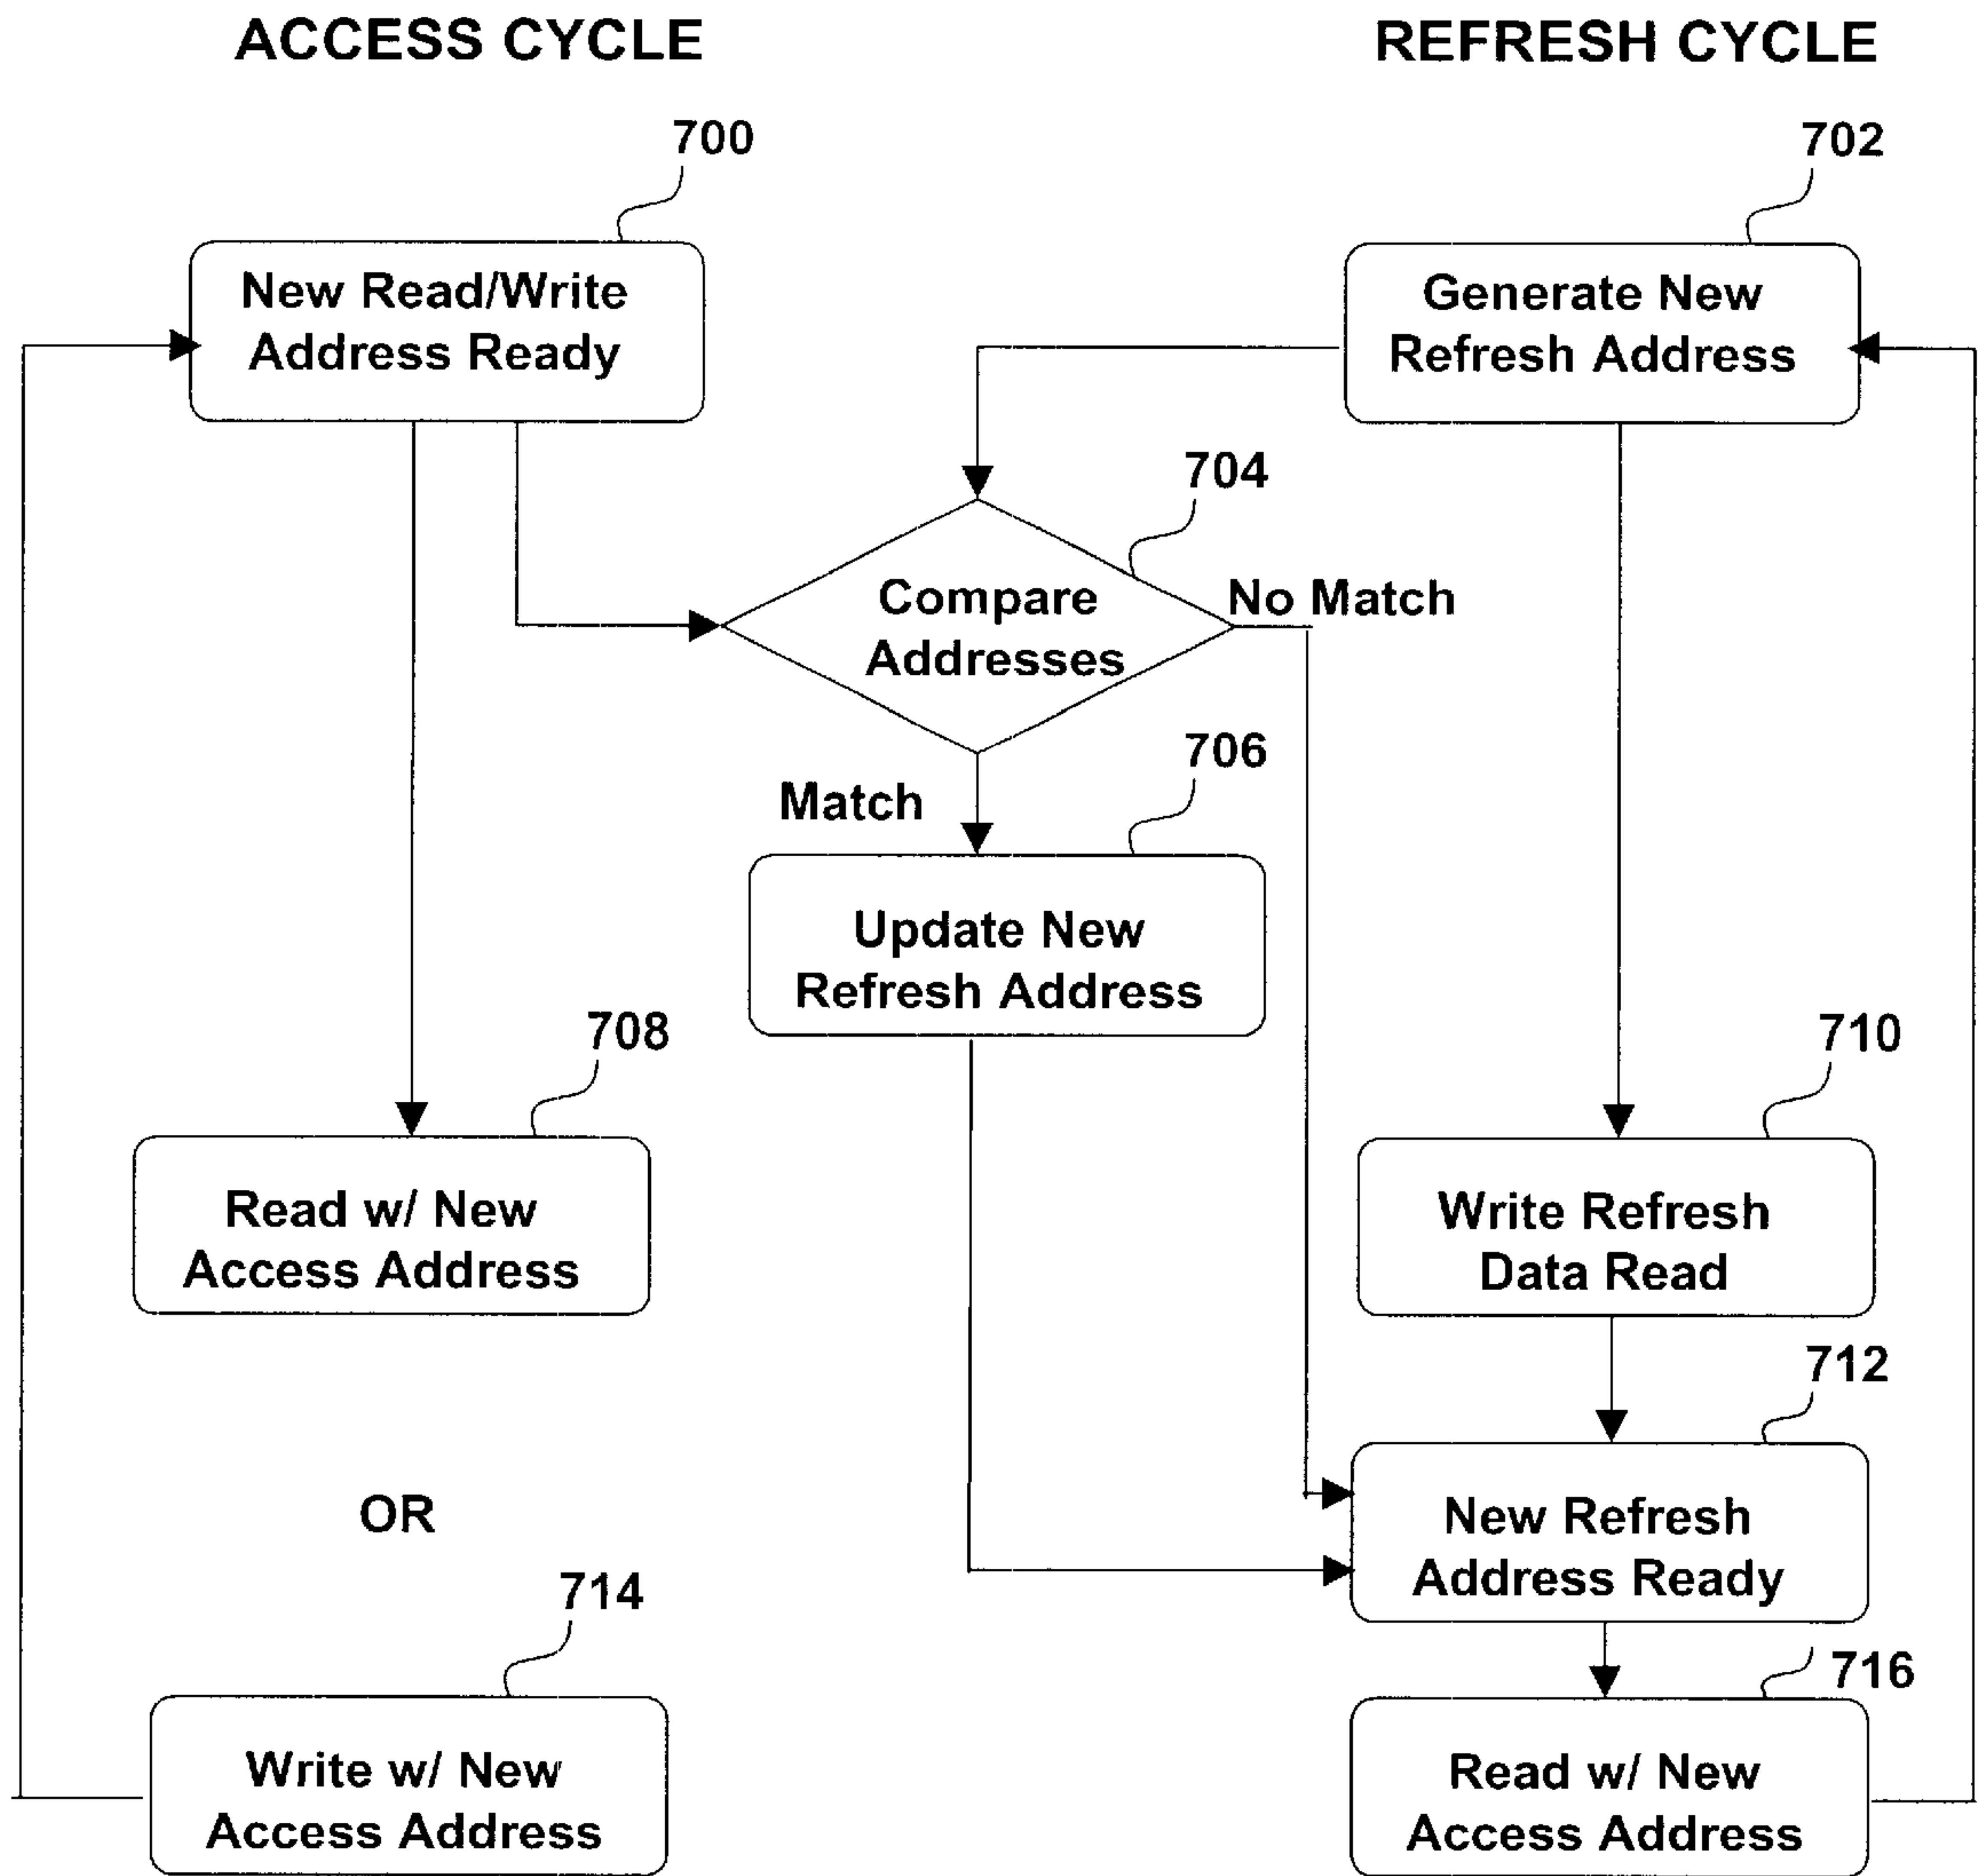 ACCESS CYCLE
REFRESH CYCLE
700
702
New Read/Write
Address Ready
Generate New
Refresh Address
704
Compare
Addresses
No Match
706
Match
Update New
Refresh Address
708
710
Read w/ New
Access Address
Write Refresh
Data Read
712
OR
New Refresh
Address Ready
714
716
Write w/ New
Access Address
Read w/ New
Access Address